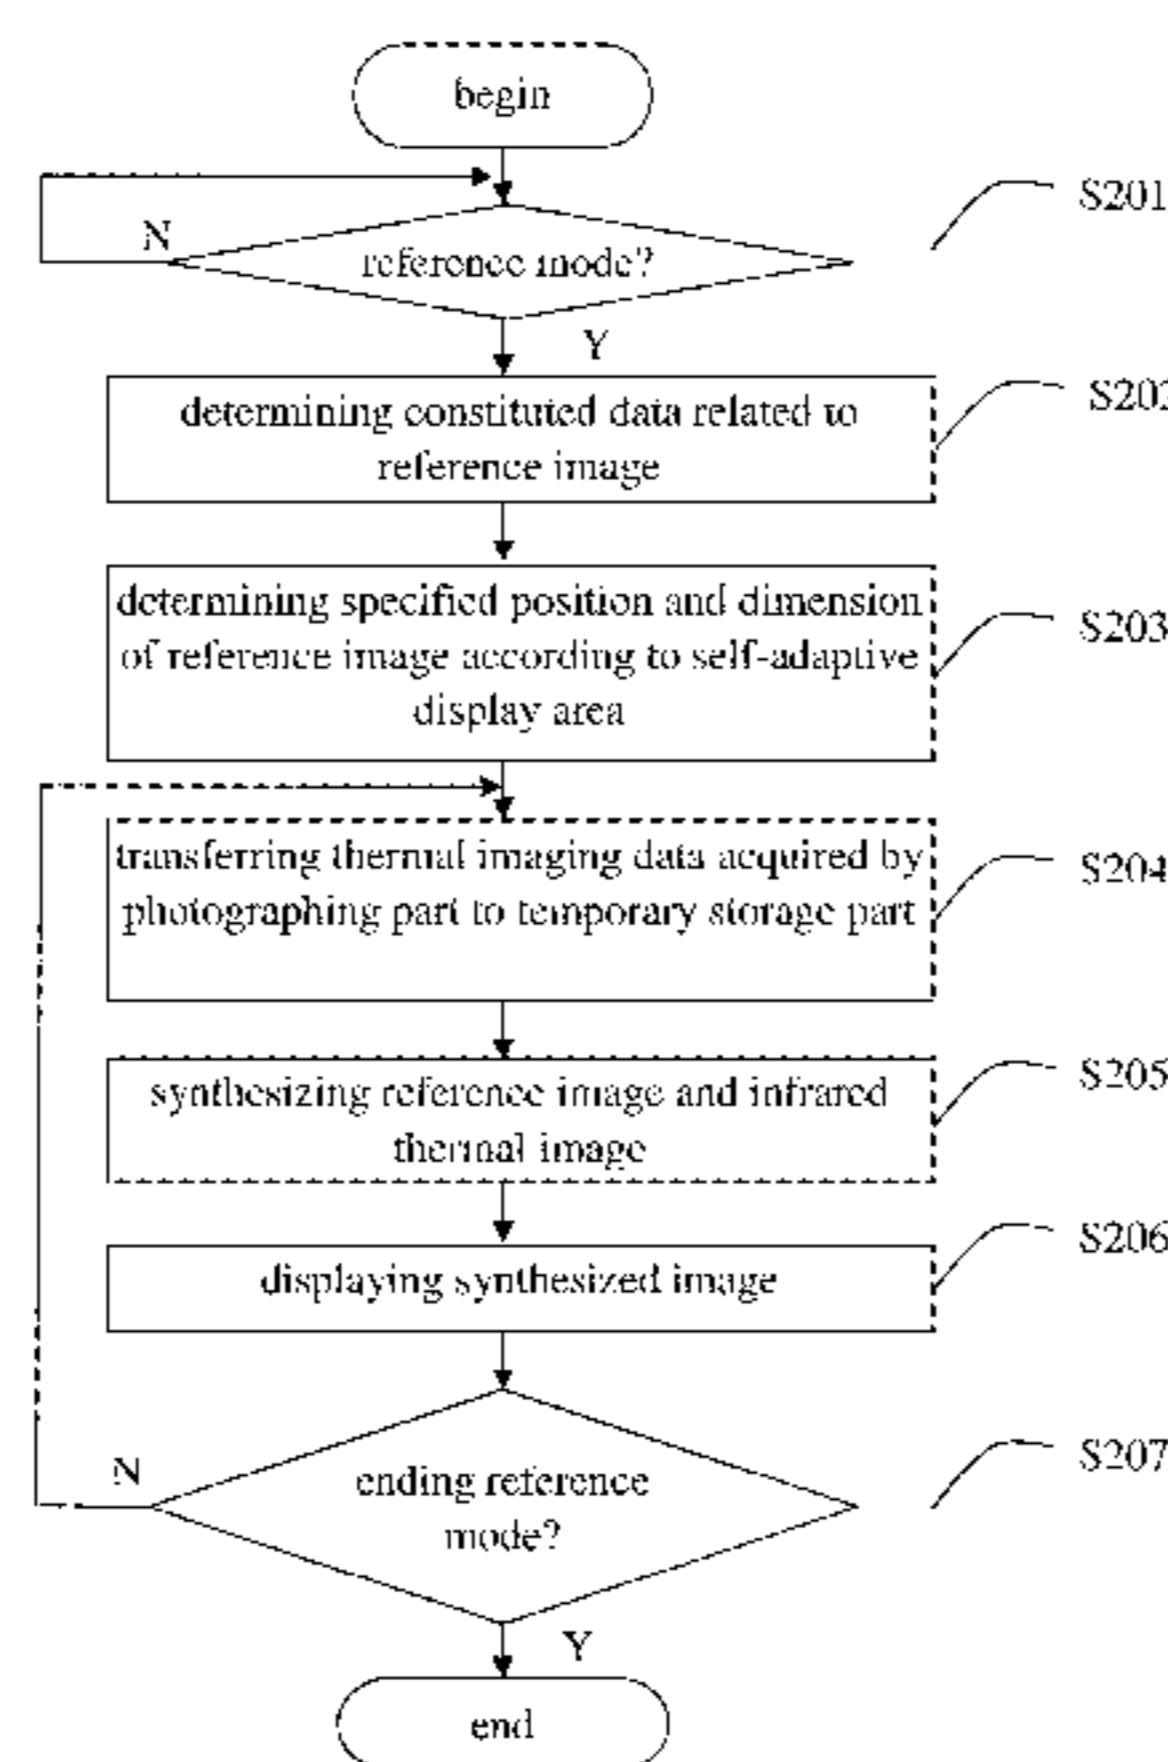 begin
S201
N
reference mode?
Y
S202
determining constituted data related to
reference image
determining specified position and dimension
of reference image according to self-adaptive
display area
S203
transferring thermal imaging data acquired by
photographing part to temporary storage part
S204
synthesizing reference image and infrared
thermal image
S205
displaying synthesized image
S206
N
ending reference
mode?
S207
Y
end